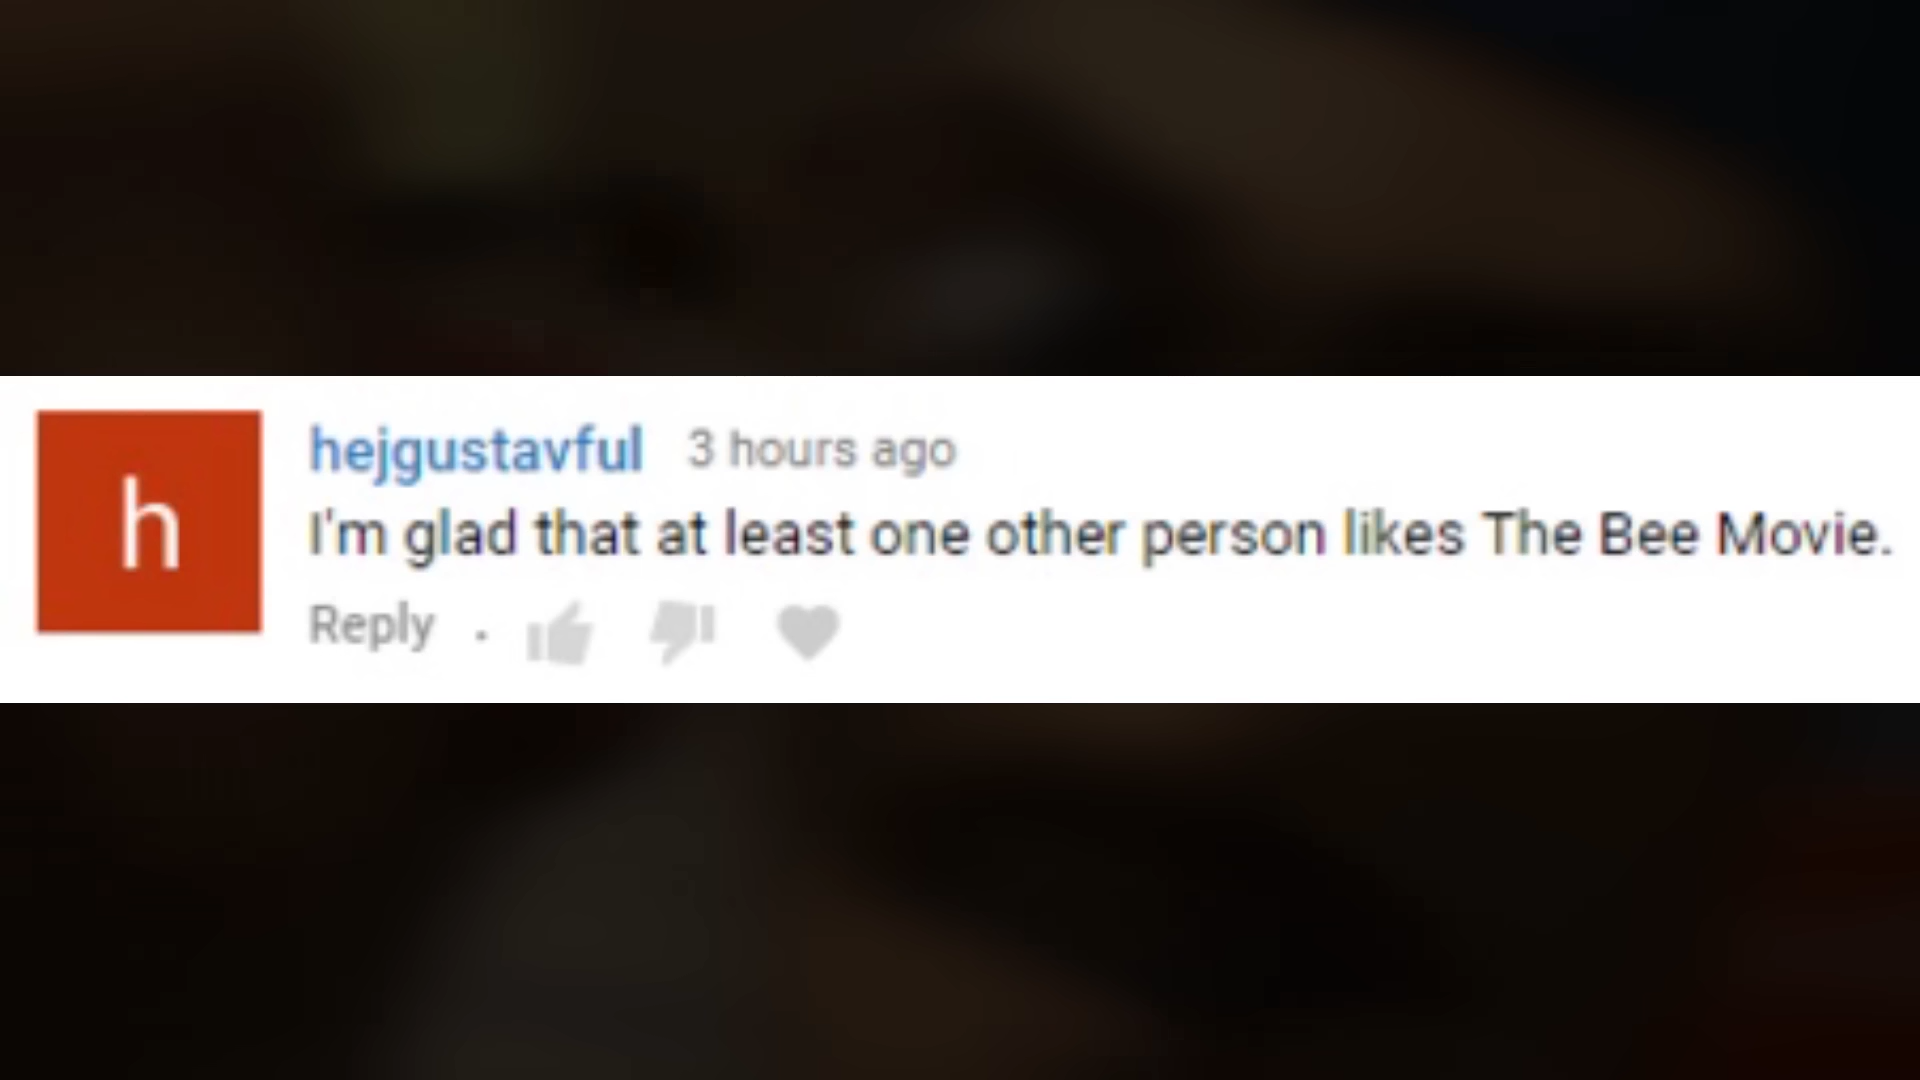 h
hejgustavful 3 hours ago
I'm glad that at least one other person likes The Bee Movie.
Reply .